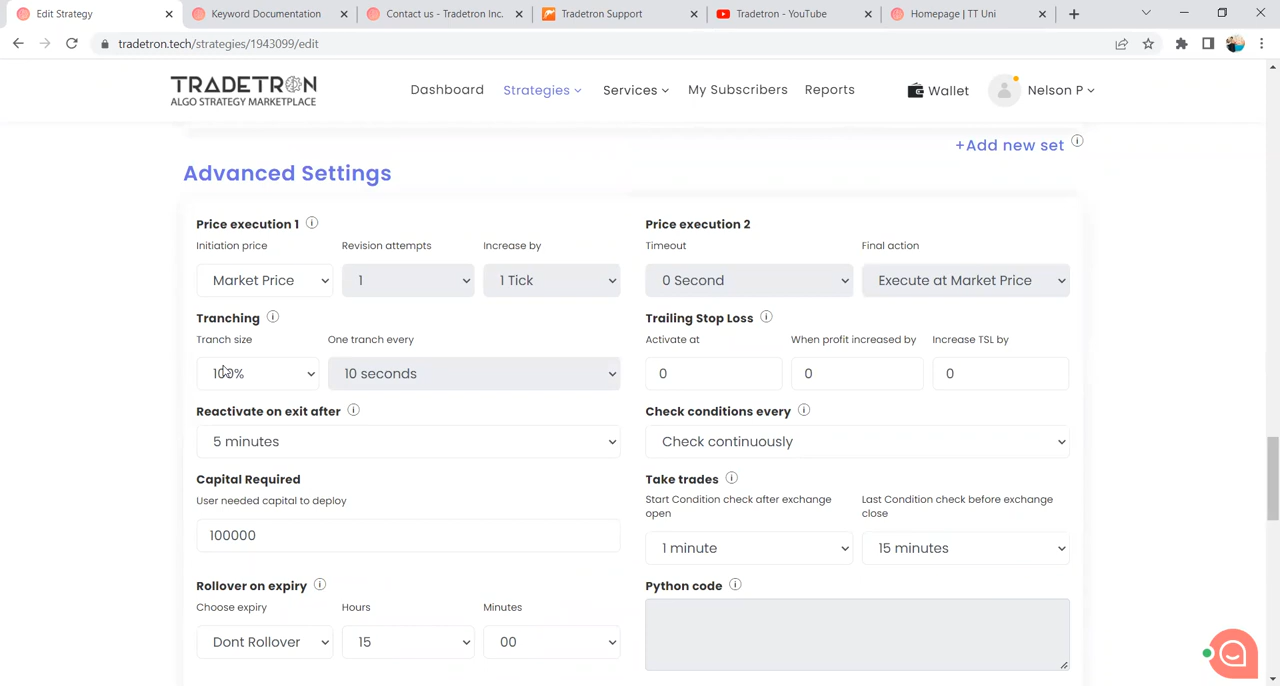 Edit Strategy
Keyword Documentation
Contact us - Tradetron Inc.
Tradetron Support
Tradetron - YouTube
Homepage | TT Uni
tradetron.tech/strategies/1943099/edit
TRADETRON
ALGO STRATEGY MARKETPLACE
Dashboard
Strategies
Services
My Subscribers
Reports
Wallet
Nelson P
+Add new set
Advanced Settings
Price execution 1
Price execution 2
Initiation price
Revision attempts
Increase by
Timeout
Final action
Market Price
1
1 Tick
0 Second
Execute at Market Price
Tranching
Trailing Stop Loss
Tranch size
One tranch every
Activate at
When profit increased by
Increase TSL by
100%
10 seconds
0
0
0
Reactivate on exit after
Check conditions every
5 minutes
Check continuously
Capital Required
Take trades
User needed capital to deploy
Start Condition check after exchange
open
Last Condition check before exchange
close
100000
1 minute
15 minutes
Rollover on expiry
Python code
Choose expiry
Hours
Minutes
Dont Rollover
15
00